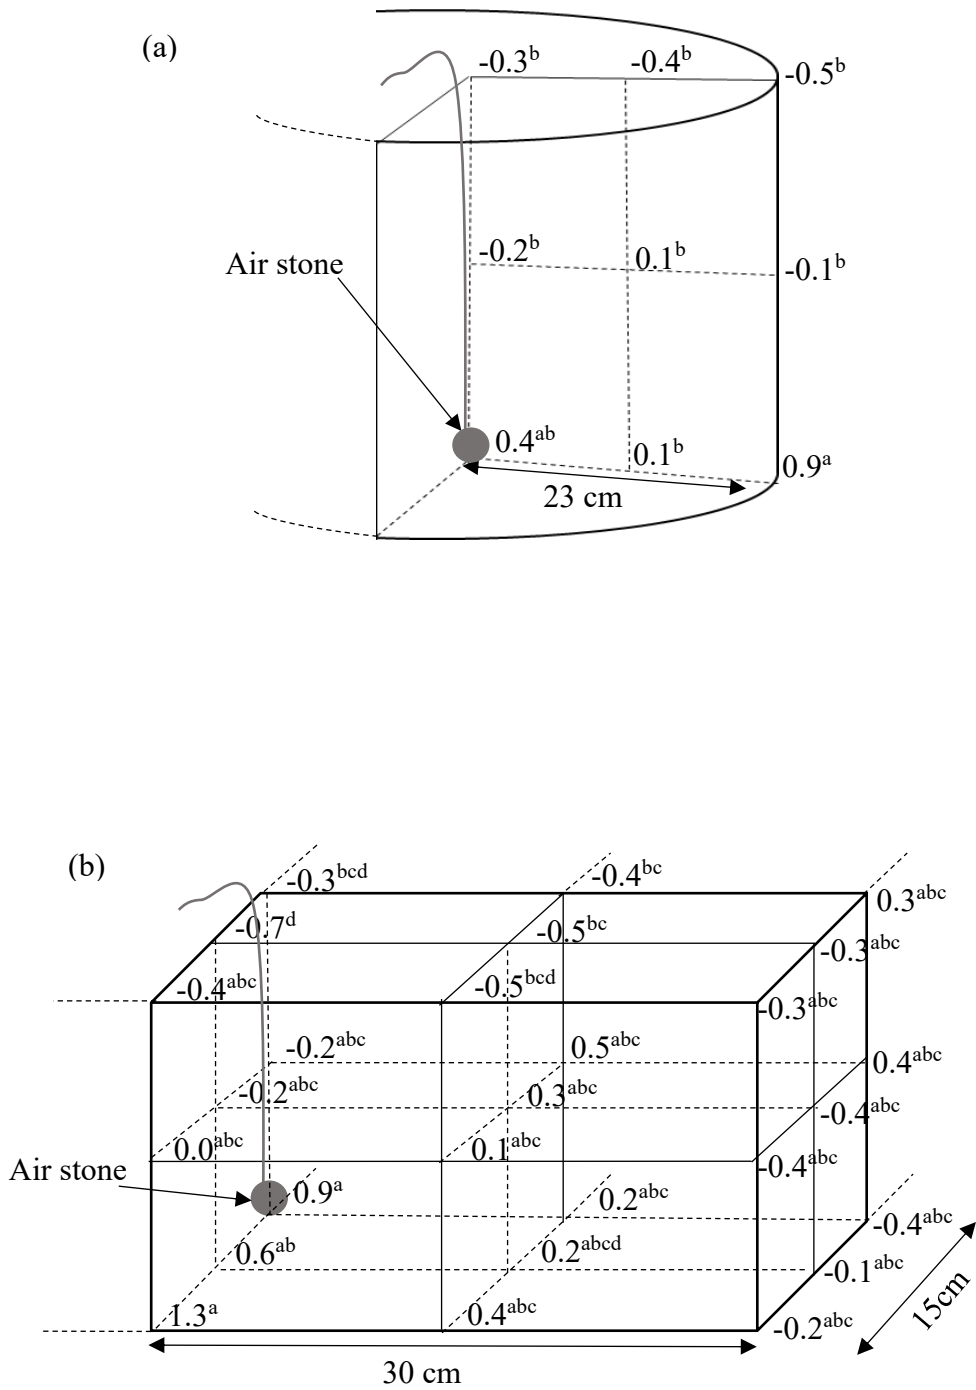 (a)
-0.3ᵇ -0.4ᵇ -0.5ᵇ
Air stone -0.2ᵇ 0.1ᵇ -0.1ᵇ
0.4ᵃᵇ 0.1ᵇ 0.9ᵃ
23 cm
(b)
-0.3ᵇᶜᵈ -0.4ᵇᶜ 0.3ᵃᵇᶜ
-0.7ᵈ -0.5ᵇᶜ -0.3ᵃᵇᶜ
-0.4ᵃᵇᶜ -0.5ᵇᶜᵈ -0.3ᵃᵇᶜ
-0.2ᵃᵇᶜ 0.5ᵃᵇᶜ 0.4ᵃᵇᶜ
-0.2ᵃᵇᶜ 0.3ᵃᵇᶜ -0.4ᵃᵇᶜ
0.0ᵃᵇᶜ 0.1ᵃᵇᶜ -0.4ᵃᵇᶜ
Air stone
0.9ᵃ 0.2ᵃᵇᶜ -0.4ᵃᵇᶜ
0.6ᵃᵇ 0.2ᵃᵇᶜᵈ -0.1ᵃᵇᶜ
1.3ᵃ 0.4ᵃᵇᶜ -0.2ᵃᵇᶜ
15cm
30 cm